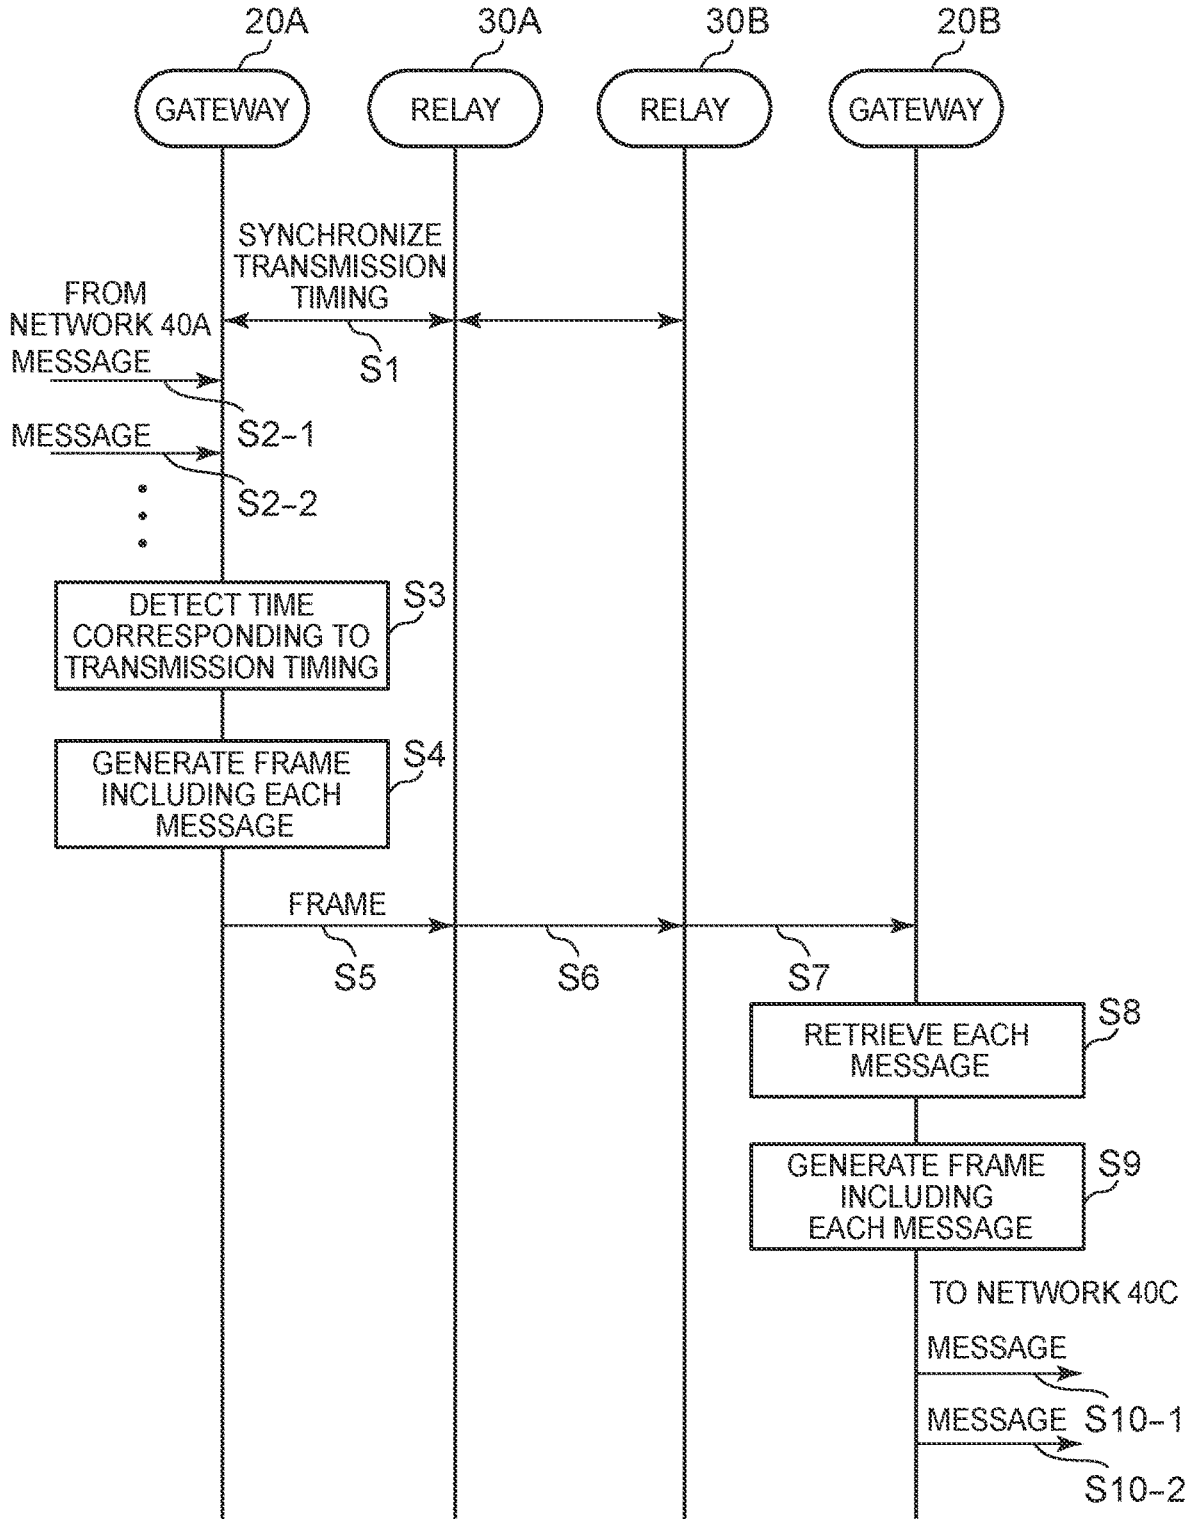 20A
30A
30B
20B
GATEWAY
RELAY
RELAY
GATEWAY
SYNCHRONIZE
TRANSMISSION
TIMING
FROM
NETWORK 40A
S1
MESSAGE
S2-1
MESSAGE
S2-2
S3
DETECT TIME
CORRESPONDING TO
TRANSMISSION TIMING
S4
GENERATE FRAME
INCLUDING EACH
MESSAGE
FRAME
S5
S6
S7
S8
RETRIEVE EACH
MESSAGE
S9
GENERATE FRAME
INCLUDING
EACH MESSAGE
TO NETWORK 40C
MESSAGE
S10-1
MESSAGE
S10-2